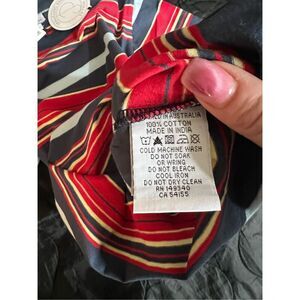 IN AUSTRALIA
100% COTTON
MADE IN INDIA
COLD MACHINE WASH
DO NOT SOAK
OR WRING
DO NOT BLEACH
COOL IRON
DO NOT DRY CLEAN
RN 149340
CA 54155